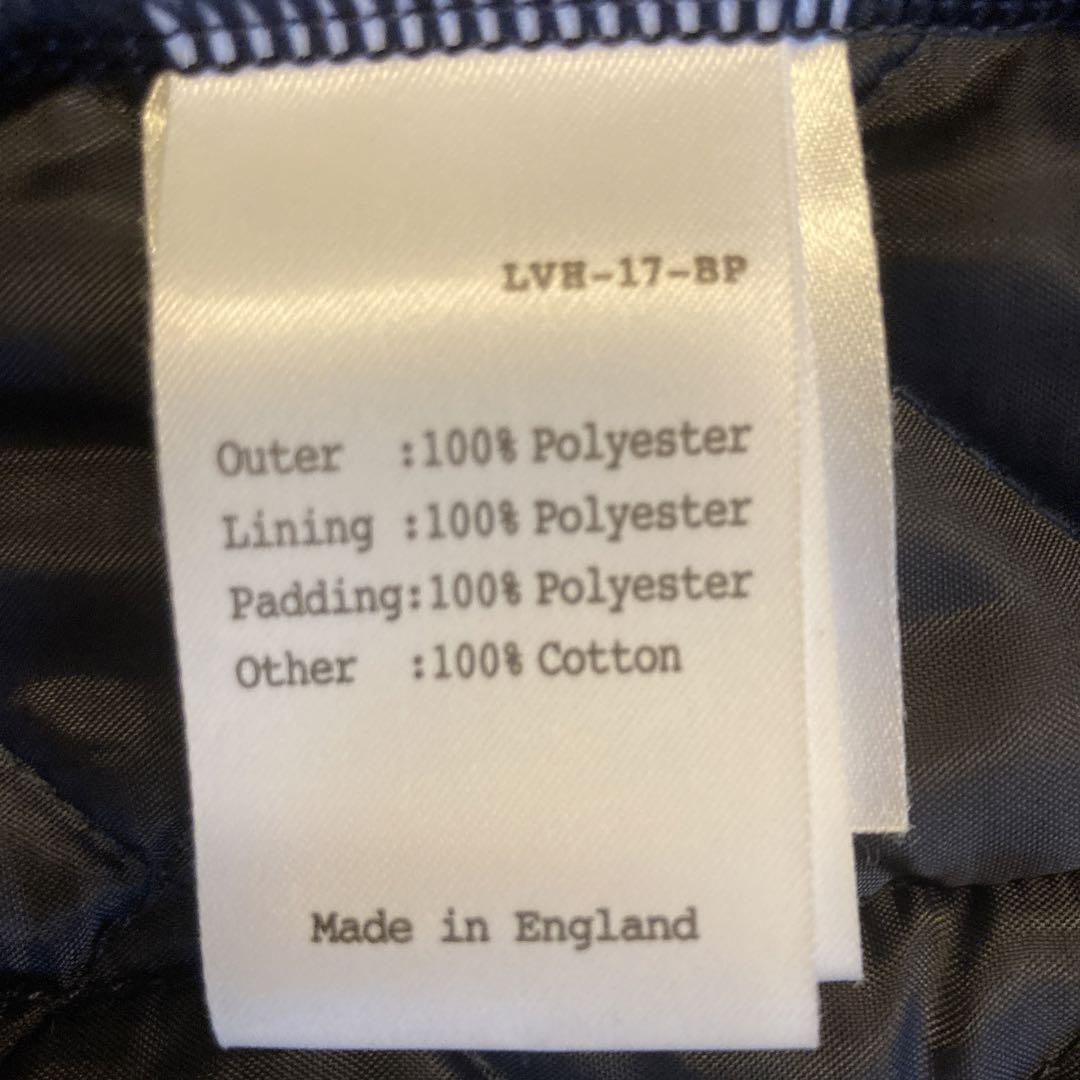 LVH-17-BP
Outer :100% Polyester
Lining :100% Polyester
Padding:100% Polyester
Other :100% Cotton
Made in England